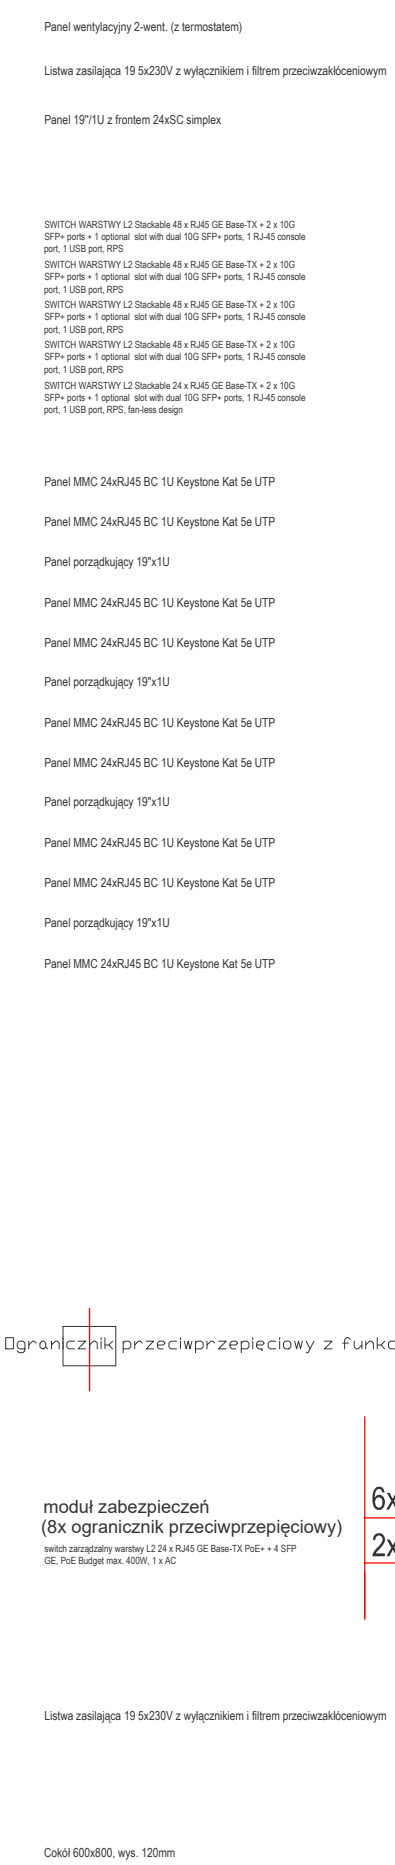 Panel wentylacyjny 2-went. (z termostatem)
Listwa zasilająca 19 5x230V z wyłącznikiem i filtrem przeciwzakłóceniowym
Panel 19"/1U z frontem 24xSC simplex
SWITCH WARSTWY L2 Stackable 48 x RJ45 GE Base-TX + 2 x 10G
SFP+ ports + 1 optional slot with dual 10G SFP+ ports, 1 RJ-45 console
port, 1 USB port, RPS
SWITCH WARSTWY L2 Stackable 48 x RJ45 GE Base-TX + 2 x 10G
SFP+ ports + 1 optional slot with dual 10G SFP+ ports, 1 RJ-45 console
port, 1 USB port, RPS
SWITCH WARSTWY L2 Stackable 48 x RJ45 GE Base-TX + 2 x 10G
SFP+ ports + 1 optional slot with dual 10G SFP+ ports, 1 RJ-45 console
port, 1 USB port, RPS
SWITCH WARSTWY L2 Stackable 48 x RJ45 GE Base-TX + 2 x 10G
SFP+ ports + 1 optional slot with dual 10G SFP+ ports, 1 RJ-45 console
port, 1 USB port, RPS
SWITCH WARSTWY L2 Stackable 24 x RJ45 GE Base-TX + 2 x 10G
SFP+ ports + 1 optional slot with dual 10G SFP+ ports, 1 RJ-45 console
port, 1 USB port, RPS, fan-less design
Panel MMC 24xRJ45 BC 1U Keystone Kat 5e UTP
Panel MMC 24xRJ45 BC 1U Keystone Kat 5e UTP
Panel porządkujący 19"x1U
Panel MMC 24xRJ45 BC 1U Keystone Kat 5e UTP
Panel MMC 24xRJ45 BC 1U Keystone Kat 5e UTP
Panel porządkujący 19"x1U
Panel MMC 24xRJ45 BC 1U Keystone Kat 5e UTP
Panel MMC 24xRJ45 BC 1U Keystone Kat 5e UTP
Panel porządkujący 19"x1U
Panel MMC 24xRJ45 BC 1U Keystone Kat 5e UTP
Panel MMC 24xRJ45 BC 1U Keystone Kat 5e UTP
Panel porządkujący 19"x1U
Panel MMC 24xRJ45 BC 1U Keystone Kat 5e UTP
Ogranicznik przeciwprzepięciowy z funkc
6x
moduł zabezpieczeń
(8x ogranicznik przeciwprzepięciowy)
2x
switch zarządzalny warstwy L2 24 x RJ45 GE Base-TX PoE+ + 4 SFP
GE, PoE Budget max. 400W, 1 x AC
Listwa zasilająca 19 5x230V z wyłącznikiem i filtrem przeciwzakłóceniowym
Cokół 600x800, wys. 120mm